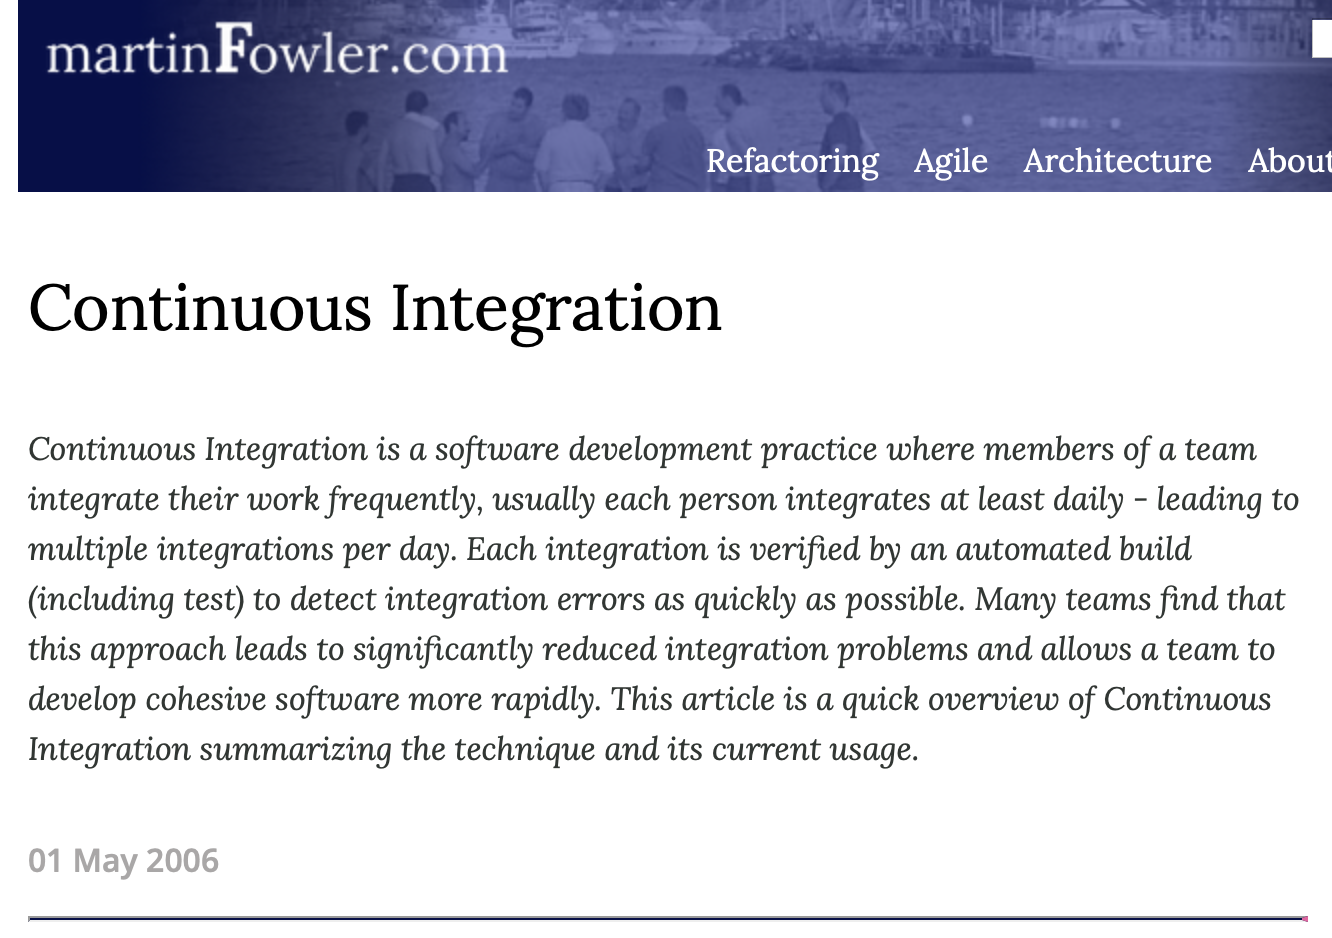 martinFowler.com
Refactoring Agile Architecture About
Continuous Integration
Continuous Integration is a software development practice where members of a team
integrate their work frequently, usually each person integrates at least daily - leading to
multiple integrations per day. Each integration is verified by an automated build
(including test) to detect integration errors as quickly as possible. Many teams find that
this approach leads to significantly reduced integration problems and allows a team to
develop cohesive software more rapidly. This article is a quick overview of Continuous
Integration summarizing the technique and its current usage.
01 May 2006